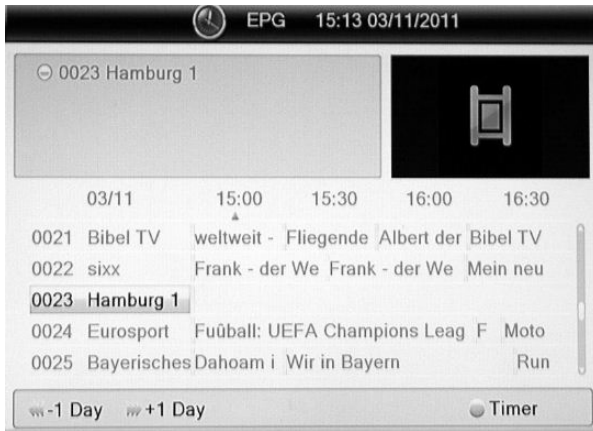 EPG 15:13 03/11/2011
0023 Hamburg 1
03/11 15:00 15:30 16:00 16:30
0021 Bibel TV weltweit - Fliegende Albert der Bibel TV
0022 sixx Frank - der We Frank - der We Mein neu
0023 Hamburg 1
0024 Eurosport Fuûball: UEFA Champions Leag F Moto
0025 Bayerisches Dahoam i Wir in Bayern Run
-1 Day +1 Day Timer